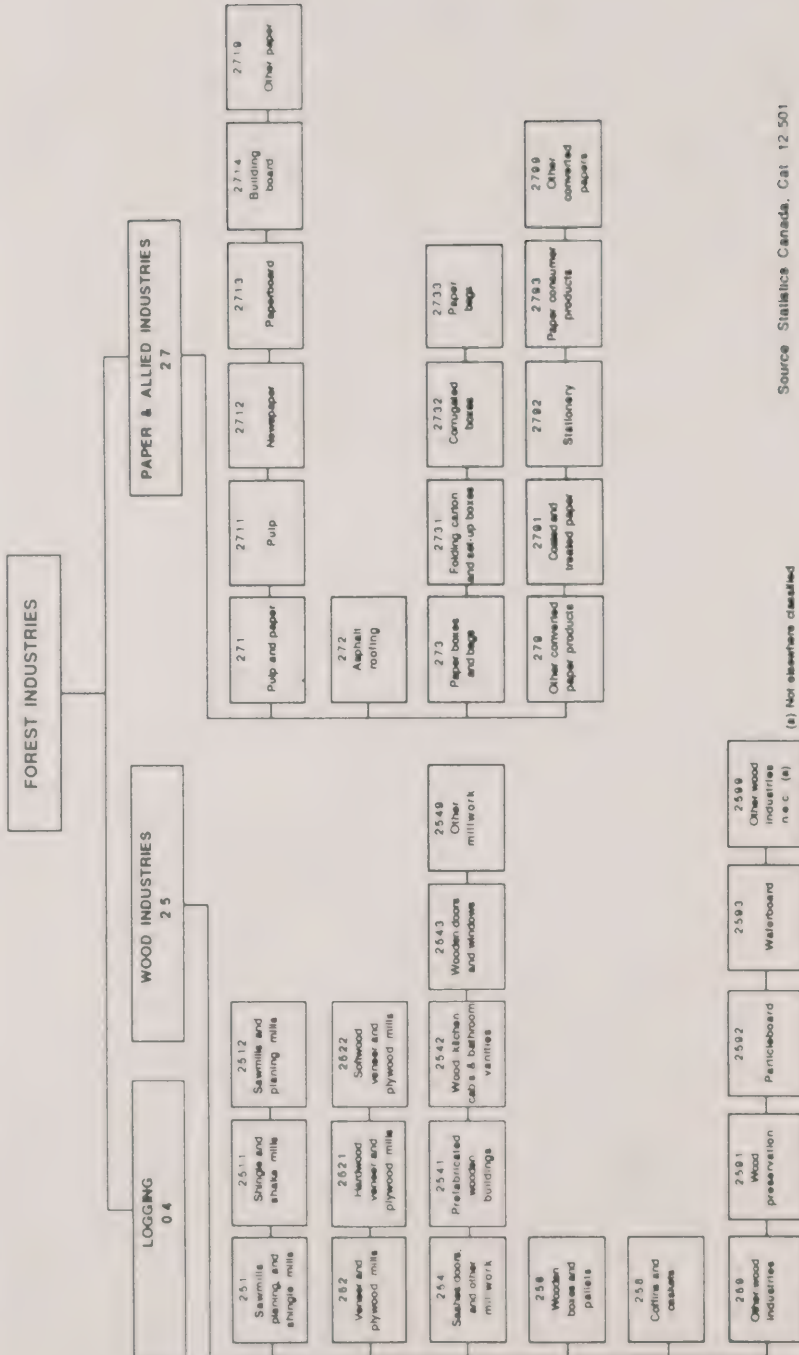 FOREST INDUSTRIES
LOGGING
04
WOOD INDUSTRIES
25
PAPER & ALLIED INDUSTRIES
27
251
Sawmills
planing, and
shingle mills
2511
Shingle and
shake mills
2512
Sawmills and
planing mills
252
Veneer and
plywood mills
2521
Hardwood
veneer and
plywood mills
2522
Softwood
veneer and
plywood mills
254
Sashes doors,
and other
mill work
2541
Prefabricated
wooden
buildings
2542
Wood kitchen
cabs & bathroom
vanities
2543
Wooden doors
and windows
2549
Other
millwork
256
Wooden
boxes and
pallets
258
Coffins and
caskets
259
Other wood
industries
2591
Wood
preservation
2592
Particleboard
2593
Waferboard
2599
Other wood
industries
n e c (a)
271
Pulp and paper
2711
Pulp
2712
Newspaper
2713
Paperboard
2714
Building
board
2719
Other paper
272
Asphalt
roofing
273
Paper boxes
and bags
2731
Folding carton
and set-up boxes
2732
Corrugated
boxes
2733
Paper
bags
279
Other converted
paper products
2791
Coated and
treated paper
2792
Stationery
2793
Paper consumer
products
2799
Other
converted
papers
(a) Not elsewhere classified
Source Statistics Canada, Cat 12 501